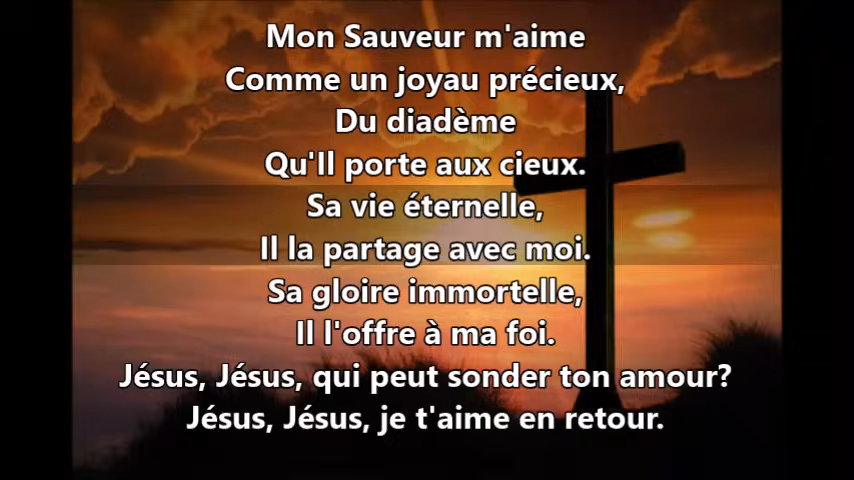 Mon Sauveur m'aime
Comme un joyau précieux,
Du diadème
Qu'Il porte aux cieux.
Sa vie éternelle,
Il la partage avec moi.
Sa gloire immortelle,
Il l'offre à ma foi.
Jésus, Jésus, qui peut sonder ton amour?
Jésus, Jésus, je t'aime en retour.